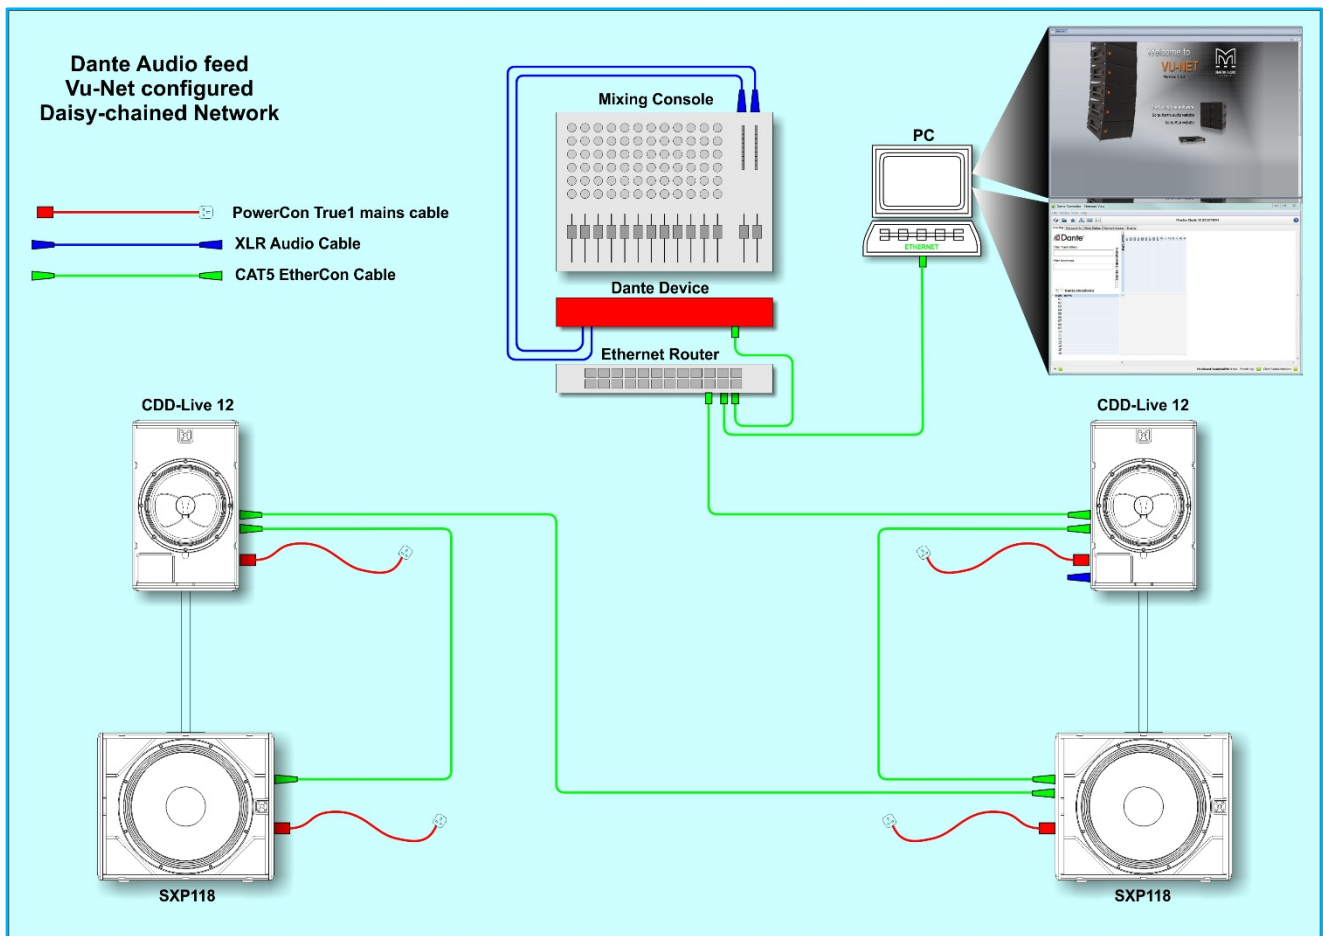 Dante Audio feed
Vu-Net configured
Daisy-chained Network
PowerCon True1 mains cable
XLR Audio Cable
CAT5 EtherCon Cable
Mixing Console
Dante Device
Ethernet Router
PC
ETHERNET
Welcome to
VU-NET
Dante
CDD-Live 12
CDD-Live 12
SXP118
SXP118